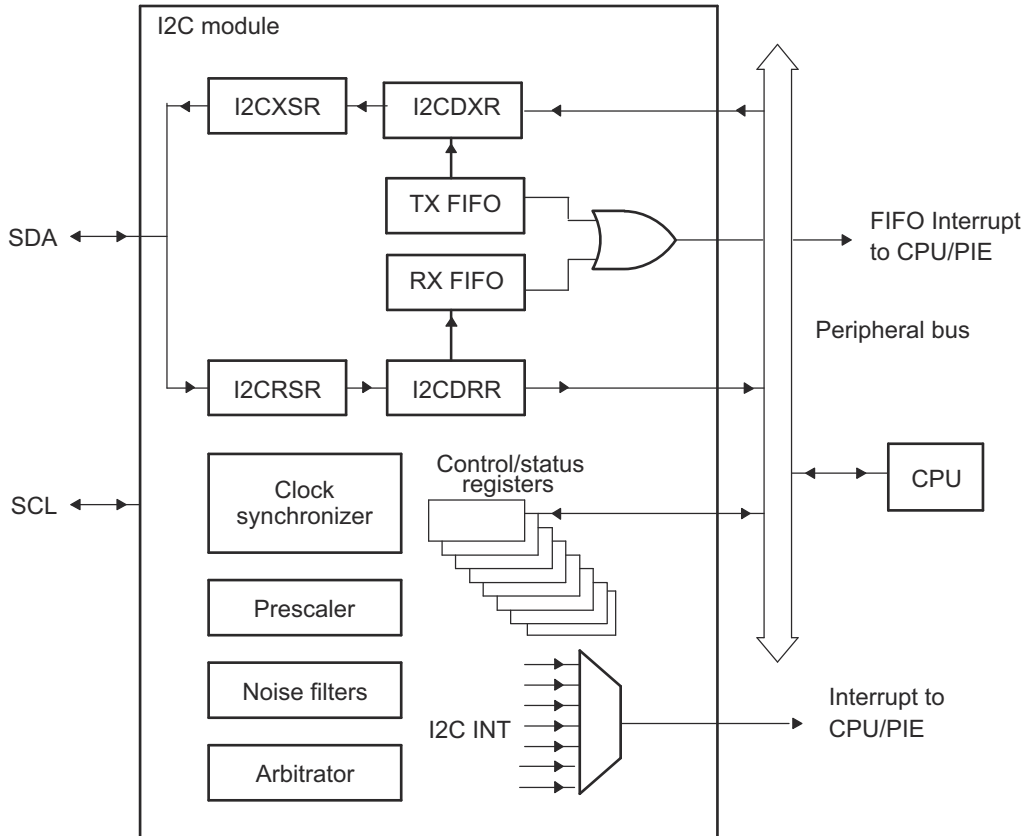 I2C module
I2CXSR
I2CDXR
TX FIFO
SDA
FIFO Interrupt
to CPU/PIE
RX FIFO
Peripheral bus
I2CRSR
I2CDRR
Control/status
registers
CPU
SCL
Clock
synchronizer
Prescaler
Noise filters
I2C INT
Interrupt to
CPU/PIE
Arbitrator